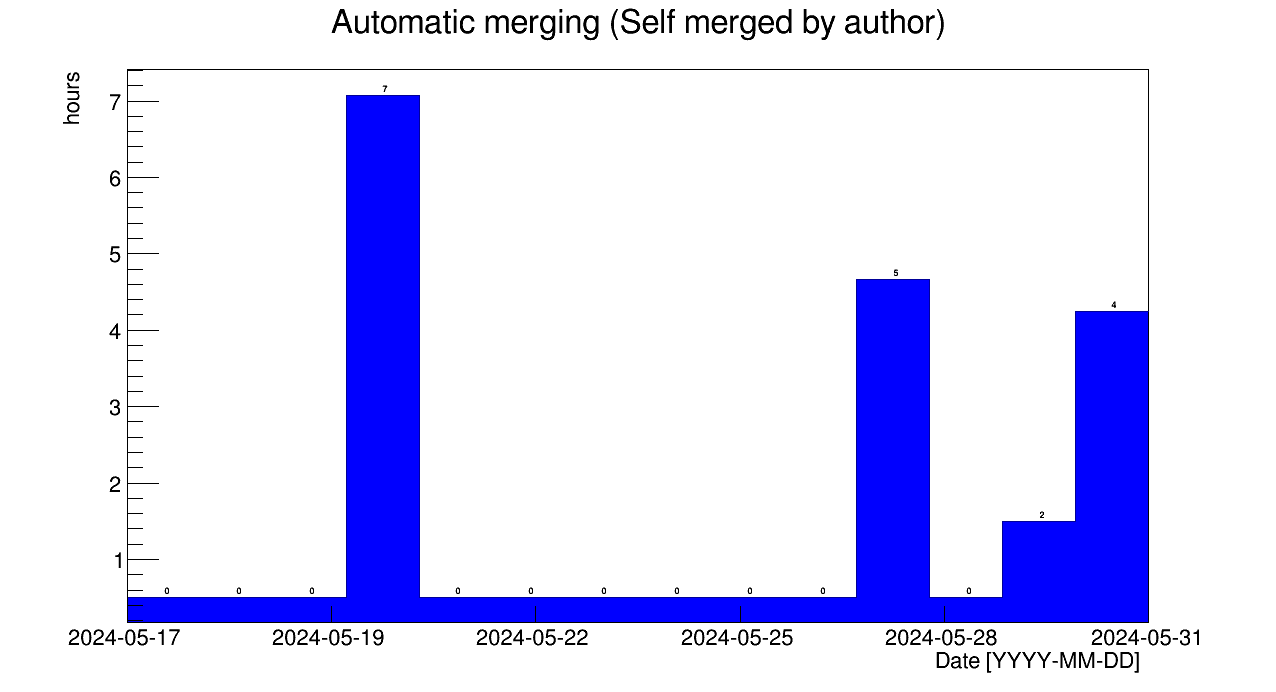 Automatic merging (Self merged by author)
hours
7
6
5
4
3
2
1
0 0 0 7 0 0 0 0 0 0 5 0 2 4
2024-05-17 2024-05-19 2024-05-22 2024-05-25 2024-05-28 2024-05-31
Date [YYYY-MM-DD]